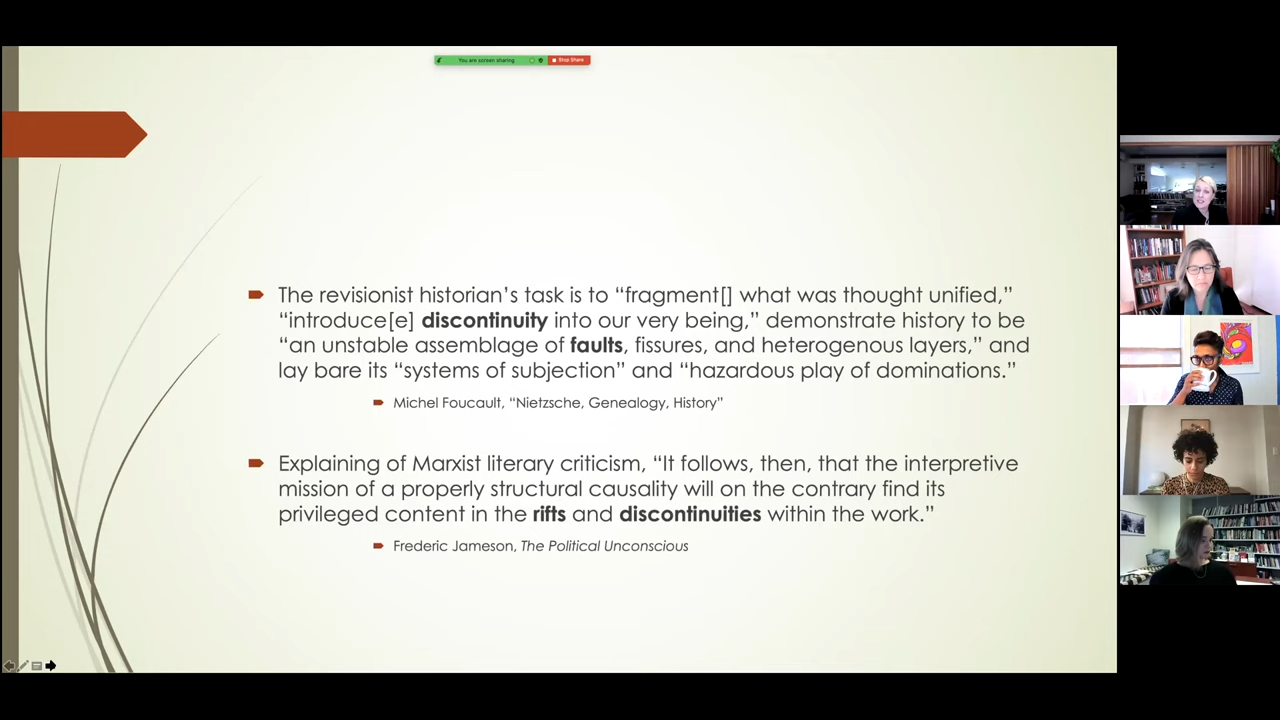 You are screen sharing
Stop Share
The revisionist historian's task is to “fragment[] what was thought unified,”
“introduce[e] discontinuity into our very being,” demonstrate history to be
“an unstable assemblage of faults, fissures, and heterogenous layers,” and
lay bare its “systems of subjection” and “hazardous play of dominations.”
Michel Foucault, “Nietzsche, Genealogy, History”
Explaining of Marxist literary criticism, “It follows, then, that the interpretive
mission of a properly structural causality will on the contrary find its
privileged content in the rifts and discontinuities within the work.”
Frederic Jameson, The Political Unconscious